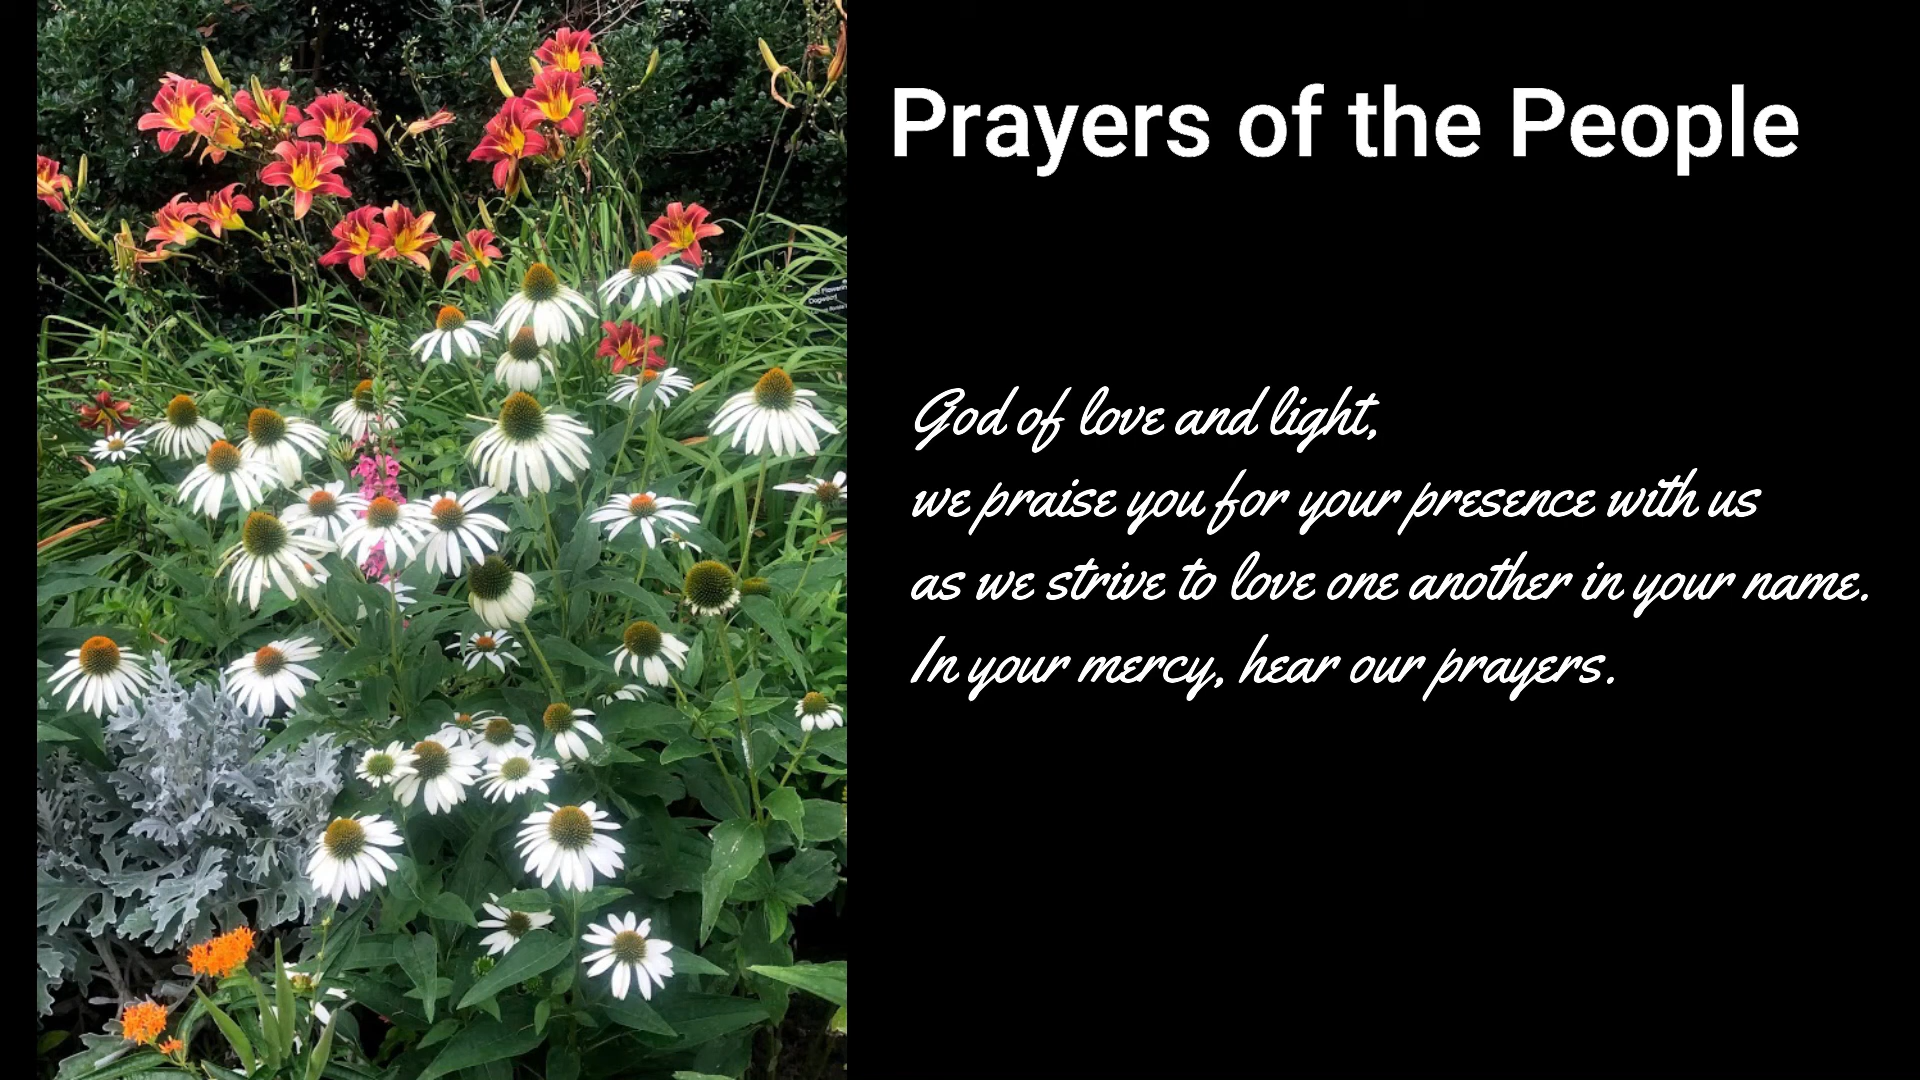 Prayers of the People
God of love and light,
we praise you for your presence with us
as we strive to love one another in your name.
In your mercy, hear our prayers.
Dogwood